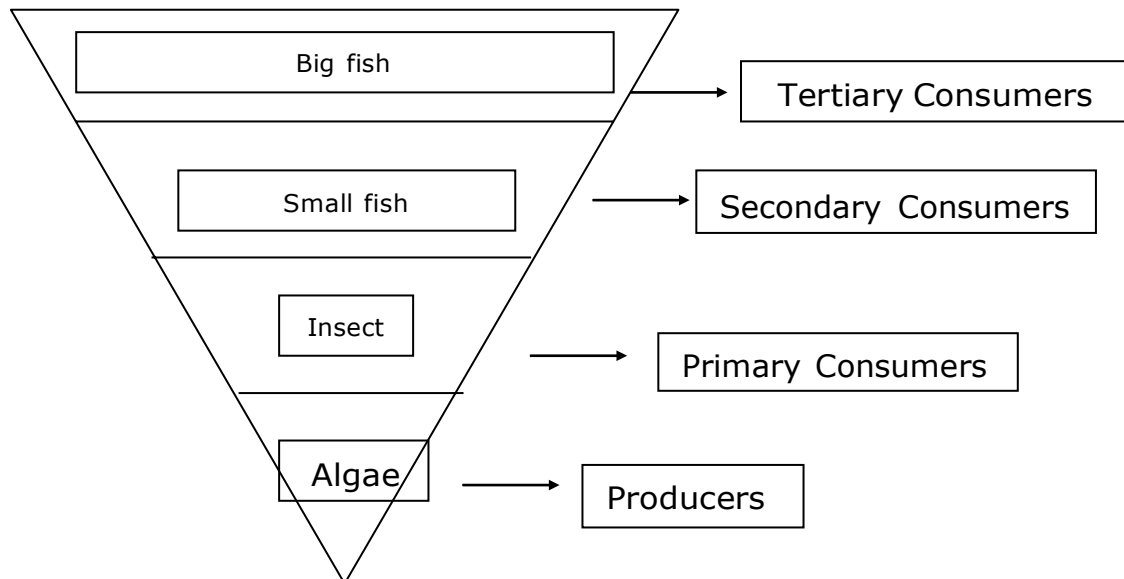 Big fish
Tertiary Consumers
Small fish
Secondary Consumers
Insect
Primary Consumers
Algae
Producers